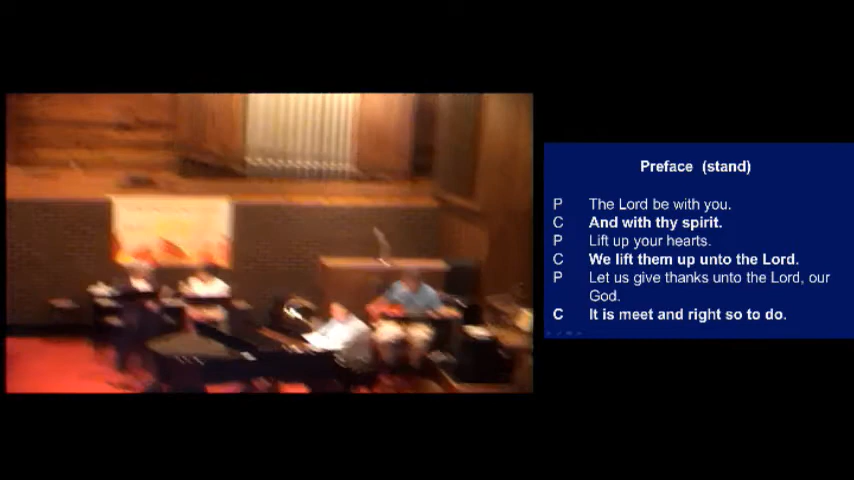 Preface (stand)
P The Lord be with you.
C And with thy spirit.
P Lift up your hearts.
C We lift them up unto the Lord.
P Let us give thanks unto the Lord, our
God.
C It is meet and right so to do.